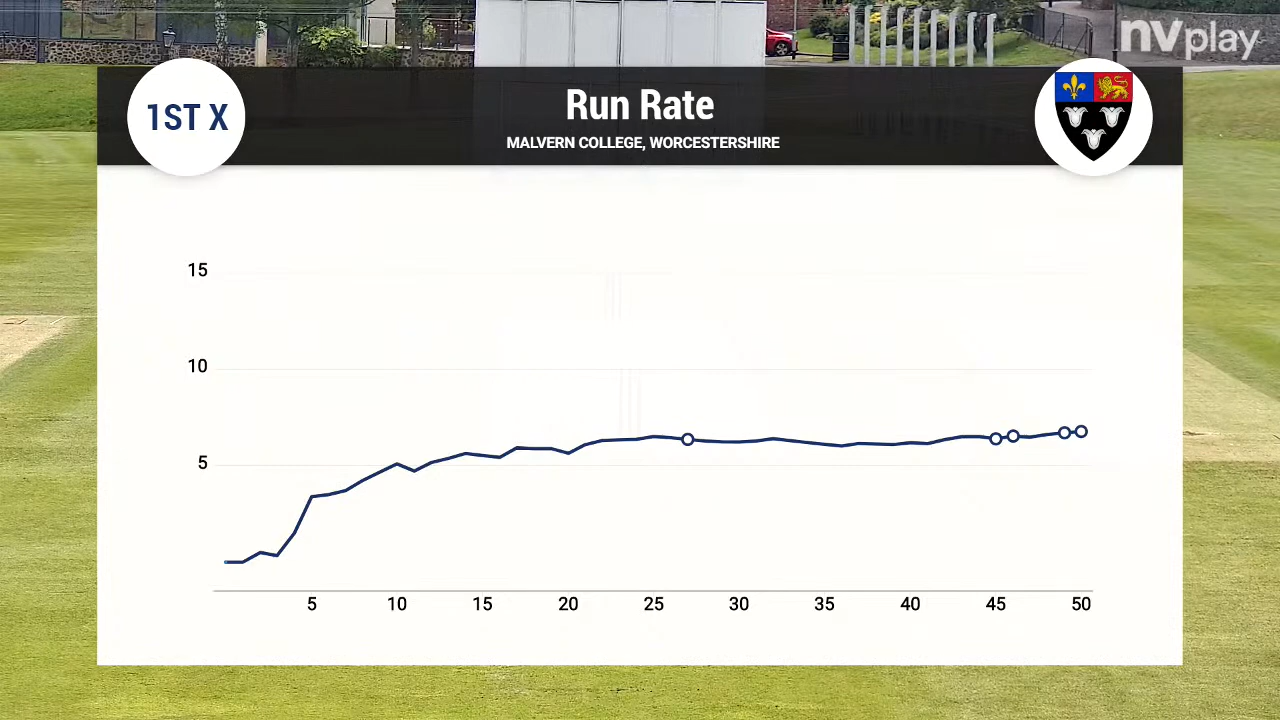 nvplay
1ST X
Run Rate
MALVERN COLLEGE, WORCESTERSHIRE
15
10
5
5 10 15 20 25 30 35 40 45 50